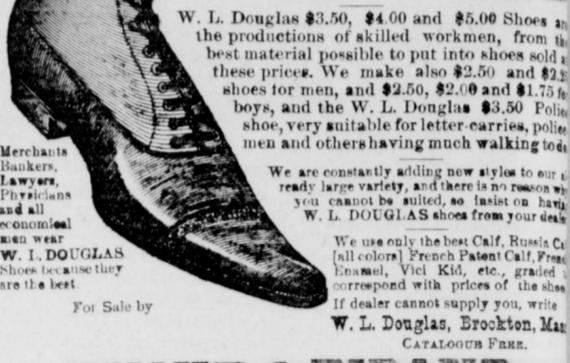 W. L. Douglas $3.50, $4.00 and $5.00 Shoes
the productions of skilled workmen, from
best material possible to put into shoes sold
these prices. We make also $2.50 and
shoes for men, and $2.50, $2.00 and $1.75
boys, and the W. L. Douglas $3.50
shoe, very suitable for letter-carries,
men and others having much walking to
We are constantly adding new styles to our
ready large variety, and there is no reason
you cannot be suited, so insist on
W. L. DOUGLAS shoes from your
Merchants
Bankers,
Lawyers,
Physicians
and all
economical
men wear
W. L. DOUGLAS
Shoes because they
are the best.
For Sale by
We use only the best Calf, Russia
[all colors] French Patent Calf,
Enamel, Vici Kid, etc., graded
correspond with prices of the
If dealer cannot supply you, write
W. L. Douglas, Brockton,
CATALOGUE FREE.